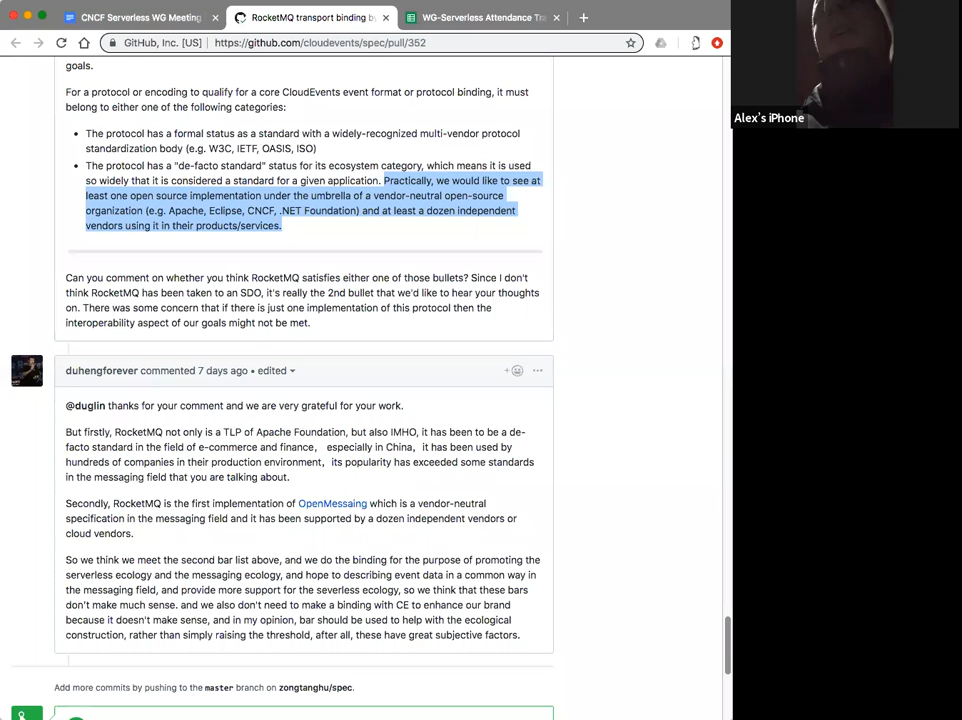 CNCF Serverless WG Meeting
RocketMQ transport binding by
WG-Serverless Attendance Tra
GitHub, Inc. [US]
https://github.com/cloudevents/spec/pull/352
Alex's iPhone
goals.
For a protocol or encoding to qualify for a core CloudEvents event format or protocol binding, it must
belong to either one of the following categories:
• The protocol has a formal status as a standard with a widely-recognized multi-vendor protocol
standardization body (e.g. W3C, IETF, OASIS, ISO)
• The protocol has a "de-facto standard" status for its ecosystem category, which means it is used
so widely that it is considered a standard for a given application. Practically, we would like to see at
least one open source implementation under the umbrella of a vendor-neutral open-source
organization (e.g. Apache, Eclipse, CNCF, .NET Foundation) and at least a dozen independent
vendors using it in their products/services.
Can you comment on whether you think RocketMQ satisfies either one of those bullets? Since I don't
think RocketMQ has been taken to an SDO, it's really the 2nd bullet that we'd like to hear your thoughts
on. There was some concern that if there is just one implementation of this protocol then the
interoperability aspect of our goals might not be met.
duhengforever commented 7 days ago • edited
@duglin thanks for your comment and we are very grateful for your work.
But firstly, RocketMQ not only is a TLP of Apache Foundation, but also IMHO, it has been to be a de-
facto standard in the field of e-commerce and finance， especially in China，it has been used by
hundreds of companies in their production environment，its popularity has exceeded some standards
in the messaging field that you are talking about.
Secondly, RocketMQ is the first implementation of OpenMessaing which is a vendor-neutral
specification in the messaging field and it has been supported by a dozen independent vendors or
cloud vendors.
So we think we meet the second bar list above, and we do the binding for the purpose of promoting the
serverless ecology and the messaging ecology, and hope to describing event data in a common way in
the messaging field, and provide more support for the severless ecology, so we think that these bars
don't make much sense. and we also don't need to make a binding with CE to enhance our brand
because it doesn't make sense, and in my opinion, bar should be used to help with the ecological
construction, rather than simply raising the threshold, after all, these have great subjective factors.
Add more commits by pushing to the master branch on zongtanghu/spec.